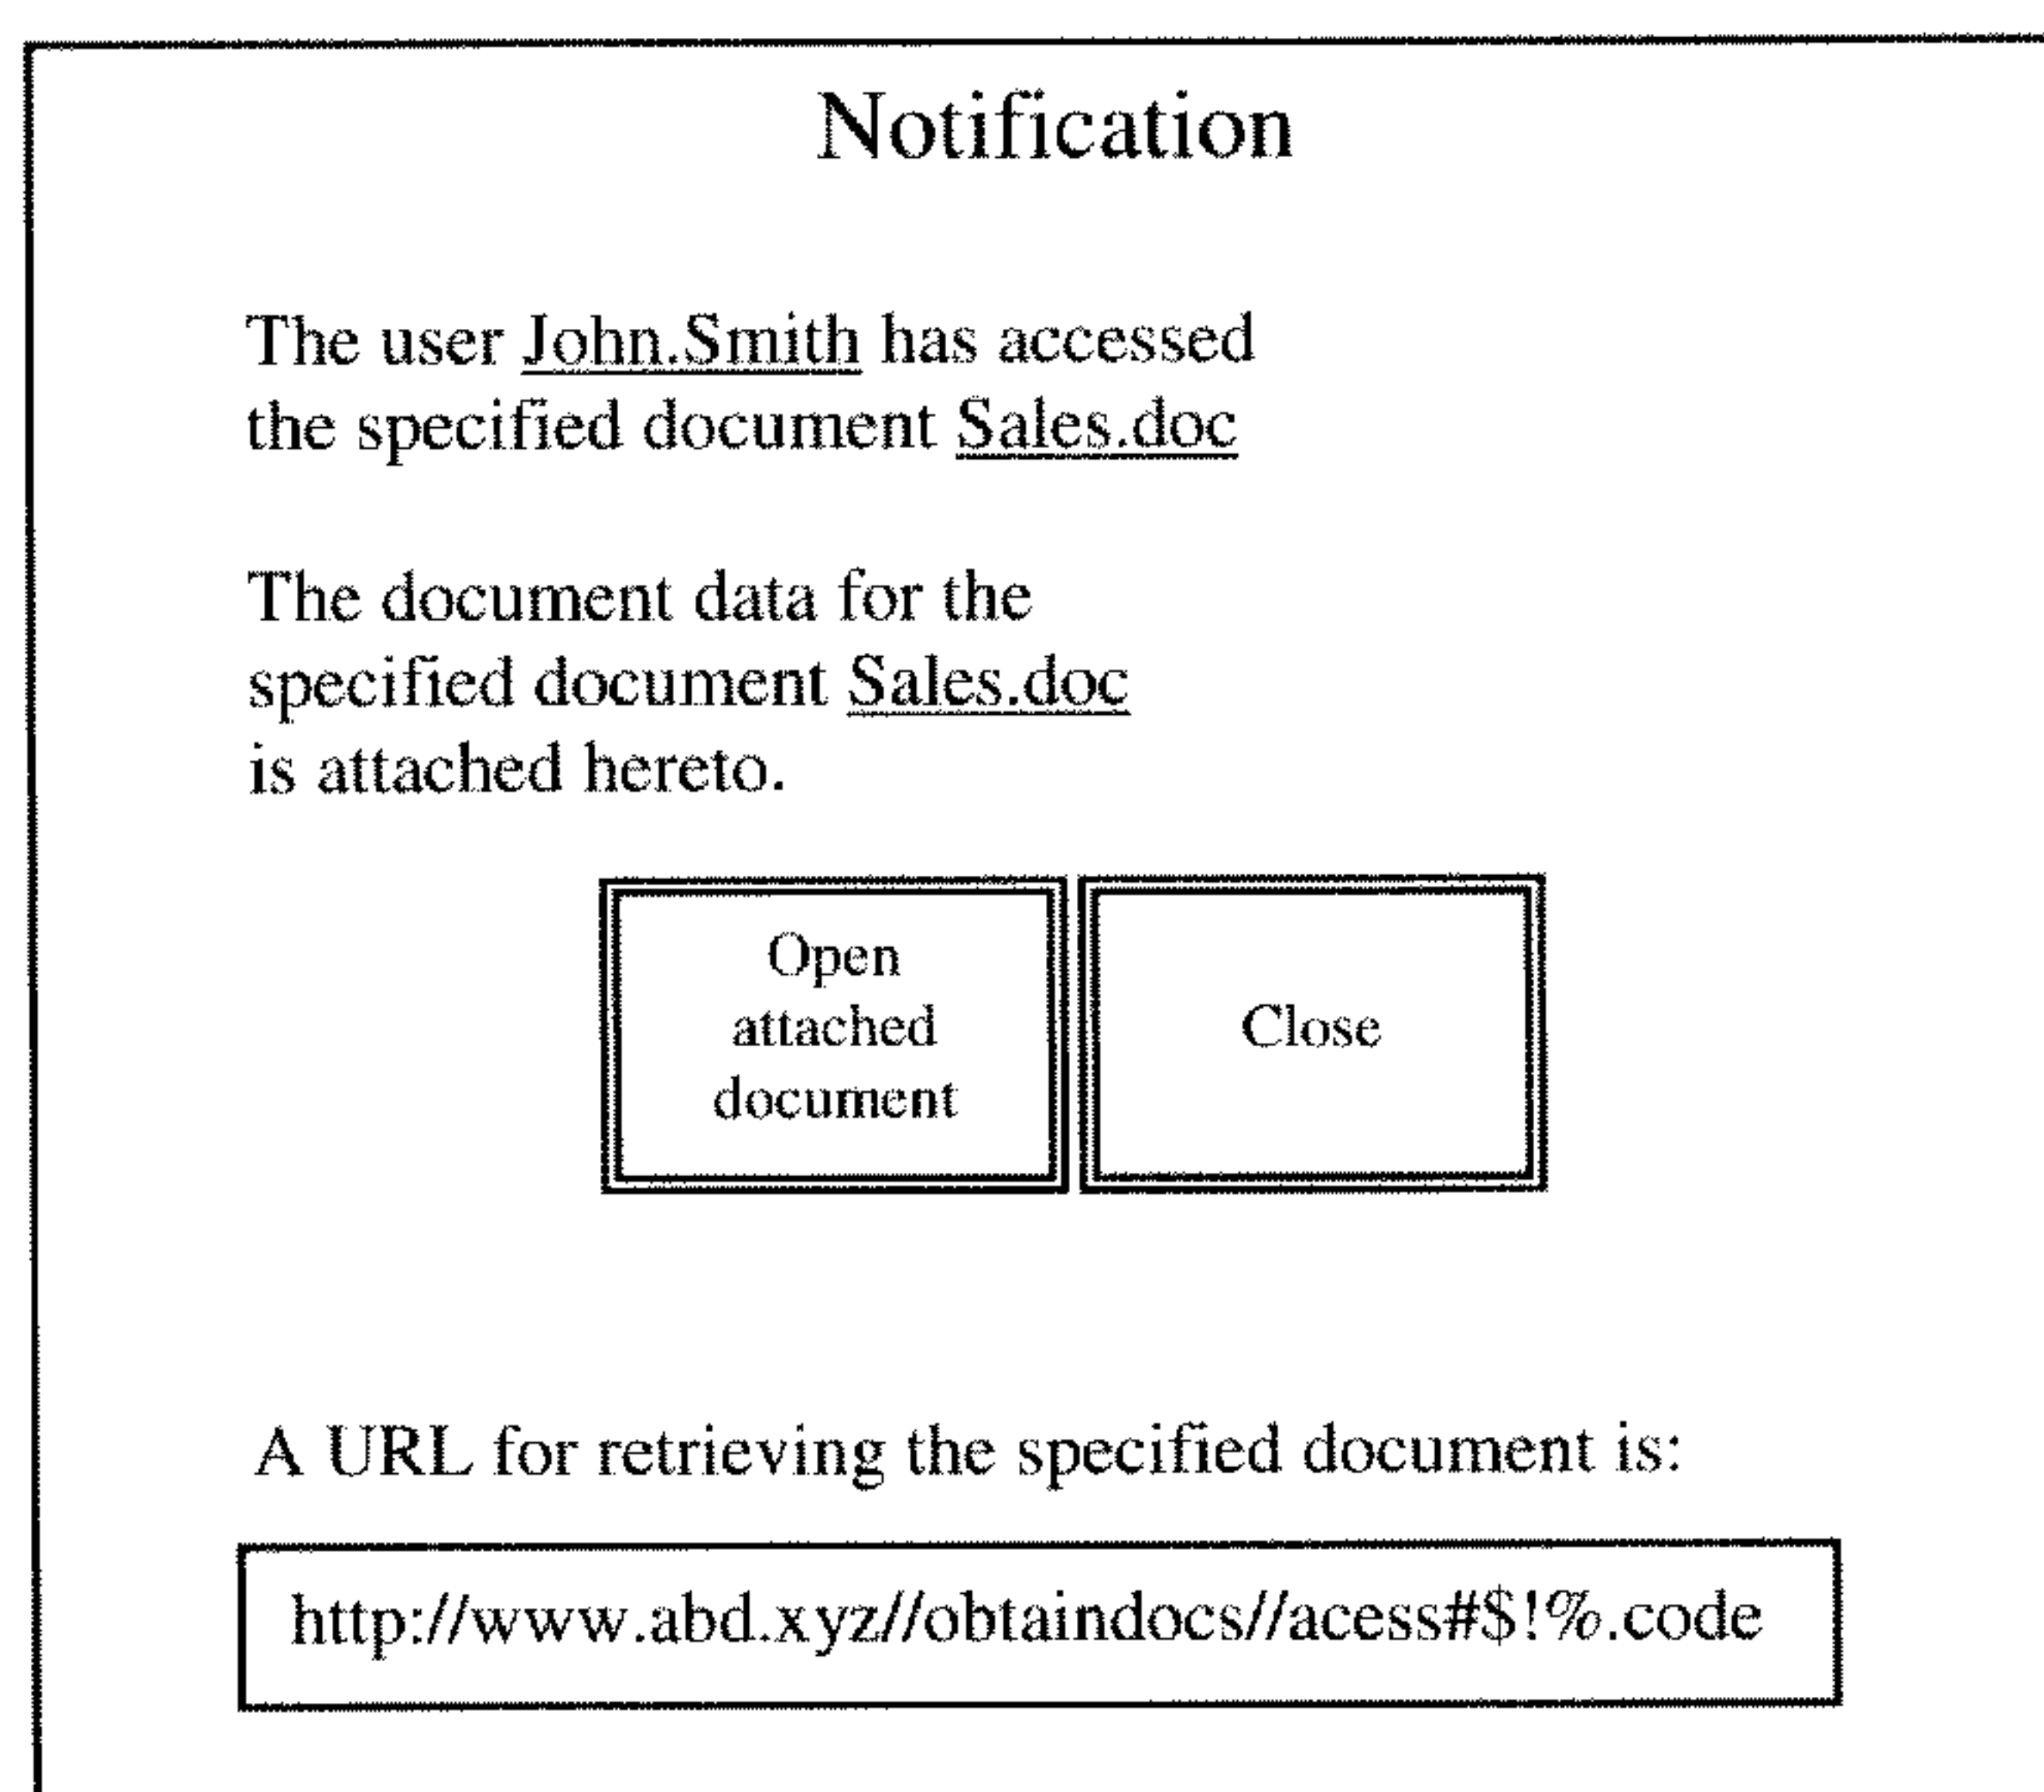 Notification
The user John.Smith has accessed
the specified document Sales.doc
The document data for the
specified document Sales.doc
is attached hereto.
Open
attached
document
Close
A URL for retrieving the specified document is:
http://www.abd.xyz//obtaindocs//acess#$!%.code